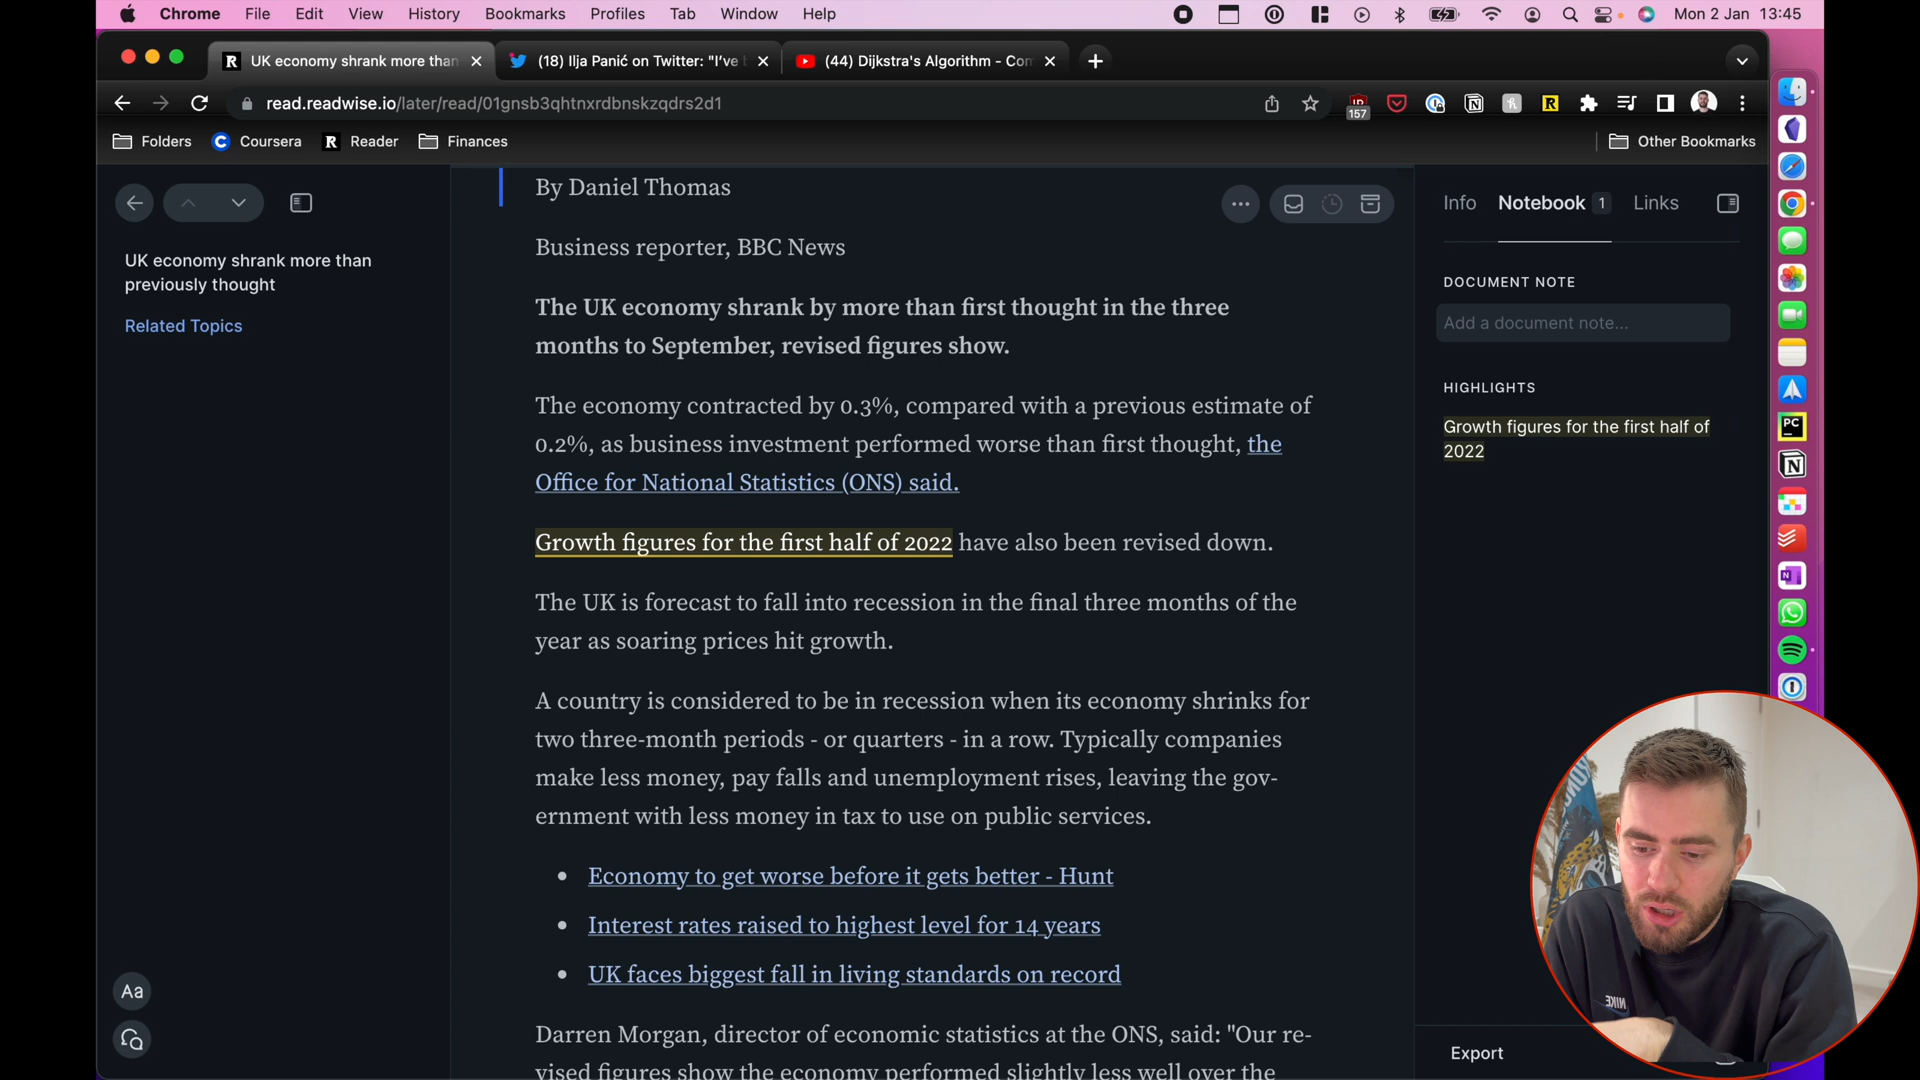 Chrome File Edit View History Bookmarks Profiles Tab Window Help Mon 2 Jan 13:45
R UK economy shrank more than (18) Ilja Panić on Twitter: "I've b (44) Dijkstra's Algorithm - Com
read.readwise.io/later/read/01gnsb3qhtnxrdbnskzqdrs2d1
157
Folders Coursera R Reader Finances Other Bookmarks
UK economy shrank more than
previously thought
Related Topics
By Daniel Thomas
Business reporter, BBC News
The UK economy shrank by more than first thought in the three
months to September, revised figures show.
The economy contracted by 0.3%, compared with a previous estimate of
0.2%, as business investment performed worse than first thought, the
Office for National Statistics (ONS) said.
Growth figures for the first half of 2022 have also been revised down.
The UK is forecast to fall into recession in the final three months of the
year as soaring prices hit growth.
A country is considered to be in recession when its economy shrinks for
two three-month periods - or quarters - in a row. Typically companies
make less money, pay falls and unemployment rises, leaving the gov-
ernment with less money in tax to use on public services.
Economy to get worse before it gets better - Hunt
Interest rates raised to highest level for 14 years
UK faces biggest fall in living standards on record
Darren Morgan, director of economic statistics at the ONS, said: "Our re-
vised figures show the economy performed slightly less well over the
Info Notebook 1 Links
DOCUMENT NOTE
Add a document note...
HIGHLIGHTS
Growth figures for the first half of
2022
Export
Aa
PC
NIKE